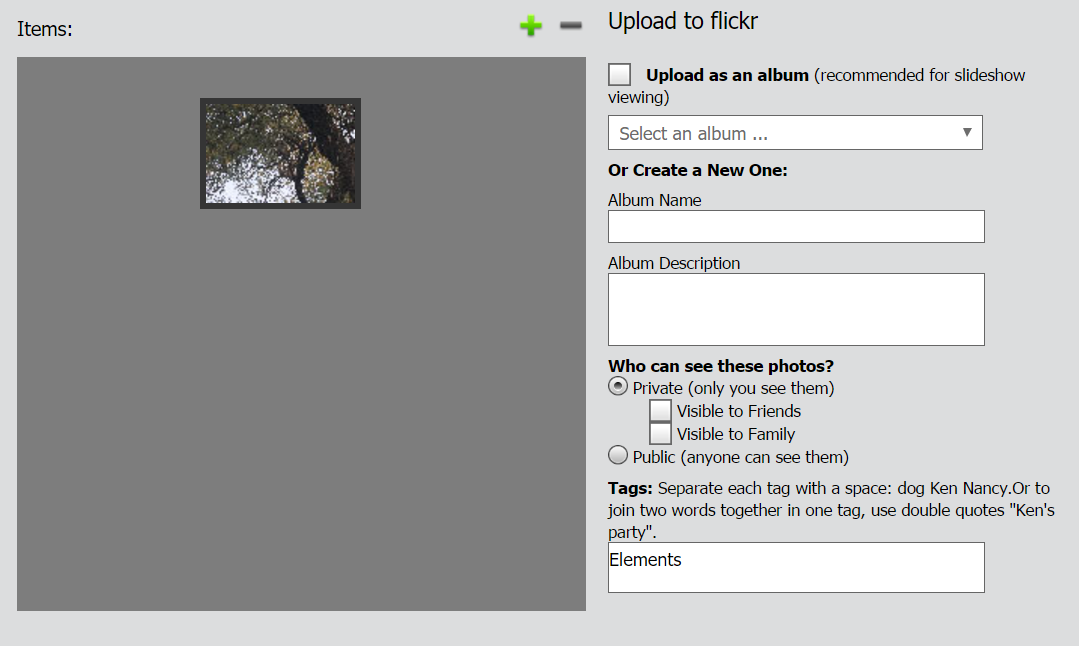 Items:
Upload to flickr
Upload as an album (recommended for slideshow
viewing)
Select an album ...
Or Create a New One:
Album Name
Album Description
Who can see these photos?
Private (only you see them)
Visible to Friends
Visible to Family
Public (anyone can see them)
Tags: Separate each tag with a space: dog Ken Nancy.Or to
join two words together in one tag, use double quotes "Ken's
party".
Elements